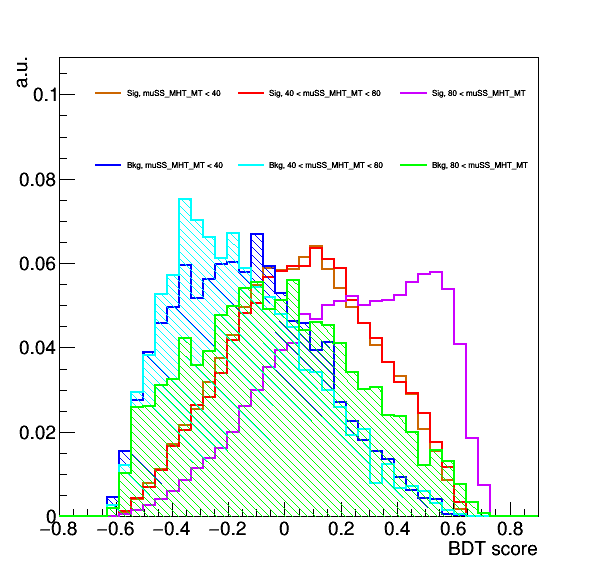 a.u.
0.1
Sig, muSS_MHT_MT < 40 Sig, 40 < muSS_MHT_MT < 80 Sig, 80 < muSS_MHT_MT
Bkg, muSS_MHT_MT < 40 Bkg, 40 < muSS_MHT_MT < 80 Bkg, 80 < muSS_MHT_MT
0.08
0.06
0.04
0.02
0
−0.8 −0.6 −0.4 −0.2 0 0.2 0.4 0.6 0.8
BDT score